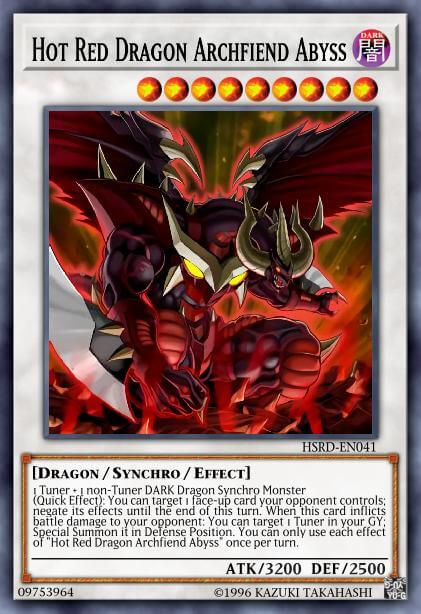 HOT RED DRAGON ARCHFIEND ABYSS
DARK
闇
HSRD-EN041
[DRAGON / SYNCHRO / EFFECT]
1 Tuner + 1 non-Tuner DARK Dragon Synchro Monster
(Quick Effect): You can target 1 face-up card your opponent controls;
negate its effects until the end of this turn. When this card inflicts
battle damage to your opponent: You can target 1 Tuner in your GY;
Special Summon it in Defense Position. You can only use each effect
of "Hot Red Dragon Archfiend Abyss" once per turn.
ATK/3200 DEF/2500
09753964
©1996 KAZUKI TAKAHASHI